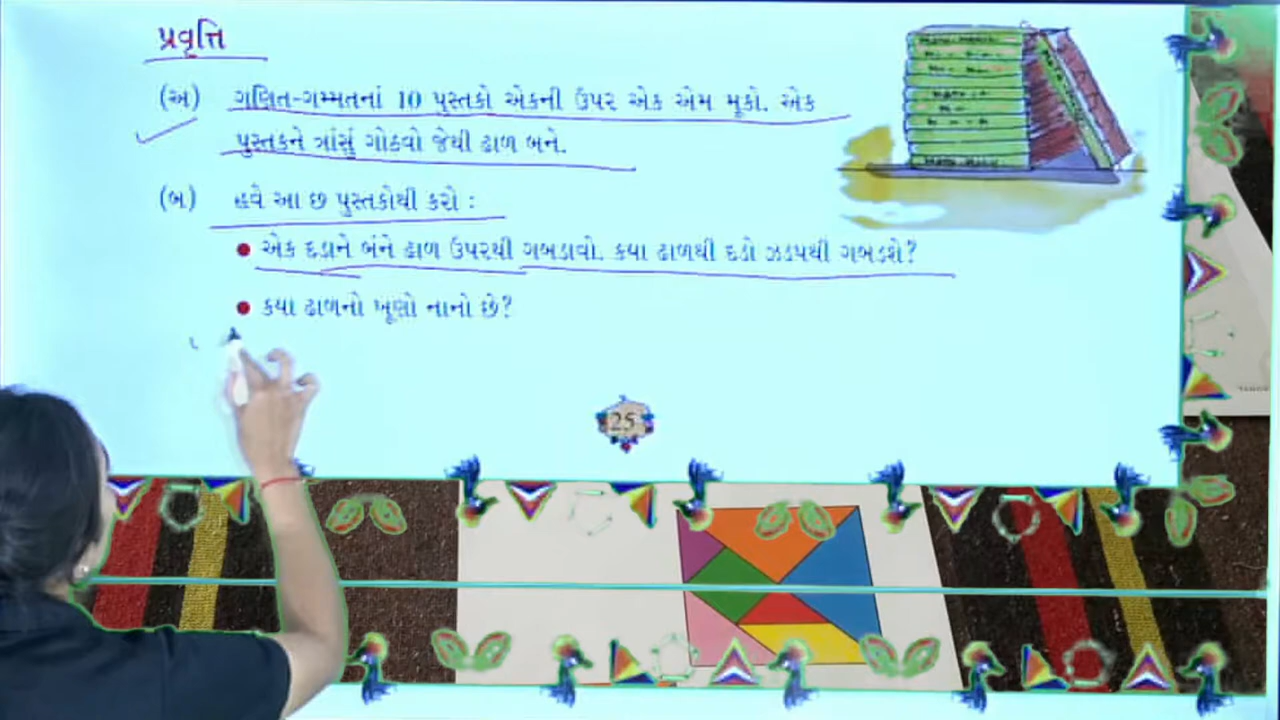 પ્રવૃત્તિ
(અ) ગણિત-ગમ્મતનાં 10 પુસ્તકો એકની ઉપર એક એમ મૂકો. એક
પુસ્તકને ત્રાંસું ગોઠવો જેથી ઢાળ બને.
(બ) હવે આ છ પુસ્તકોથી કરો :
● એક દડાને બંને ઢાળ ઉપરથી ગબડાવો. કયા ઢાળથી દડો ઝડપથી ગબડશે?
● કયા ઢાળનો ખૂણો નાનો છે?
25